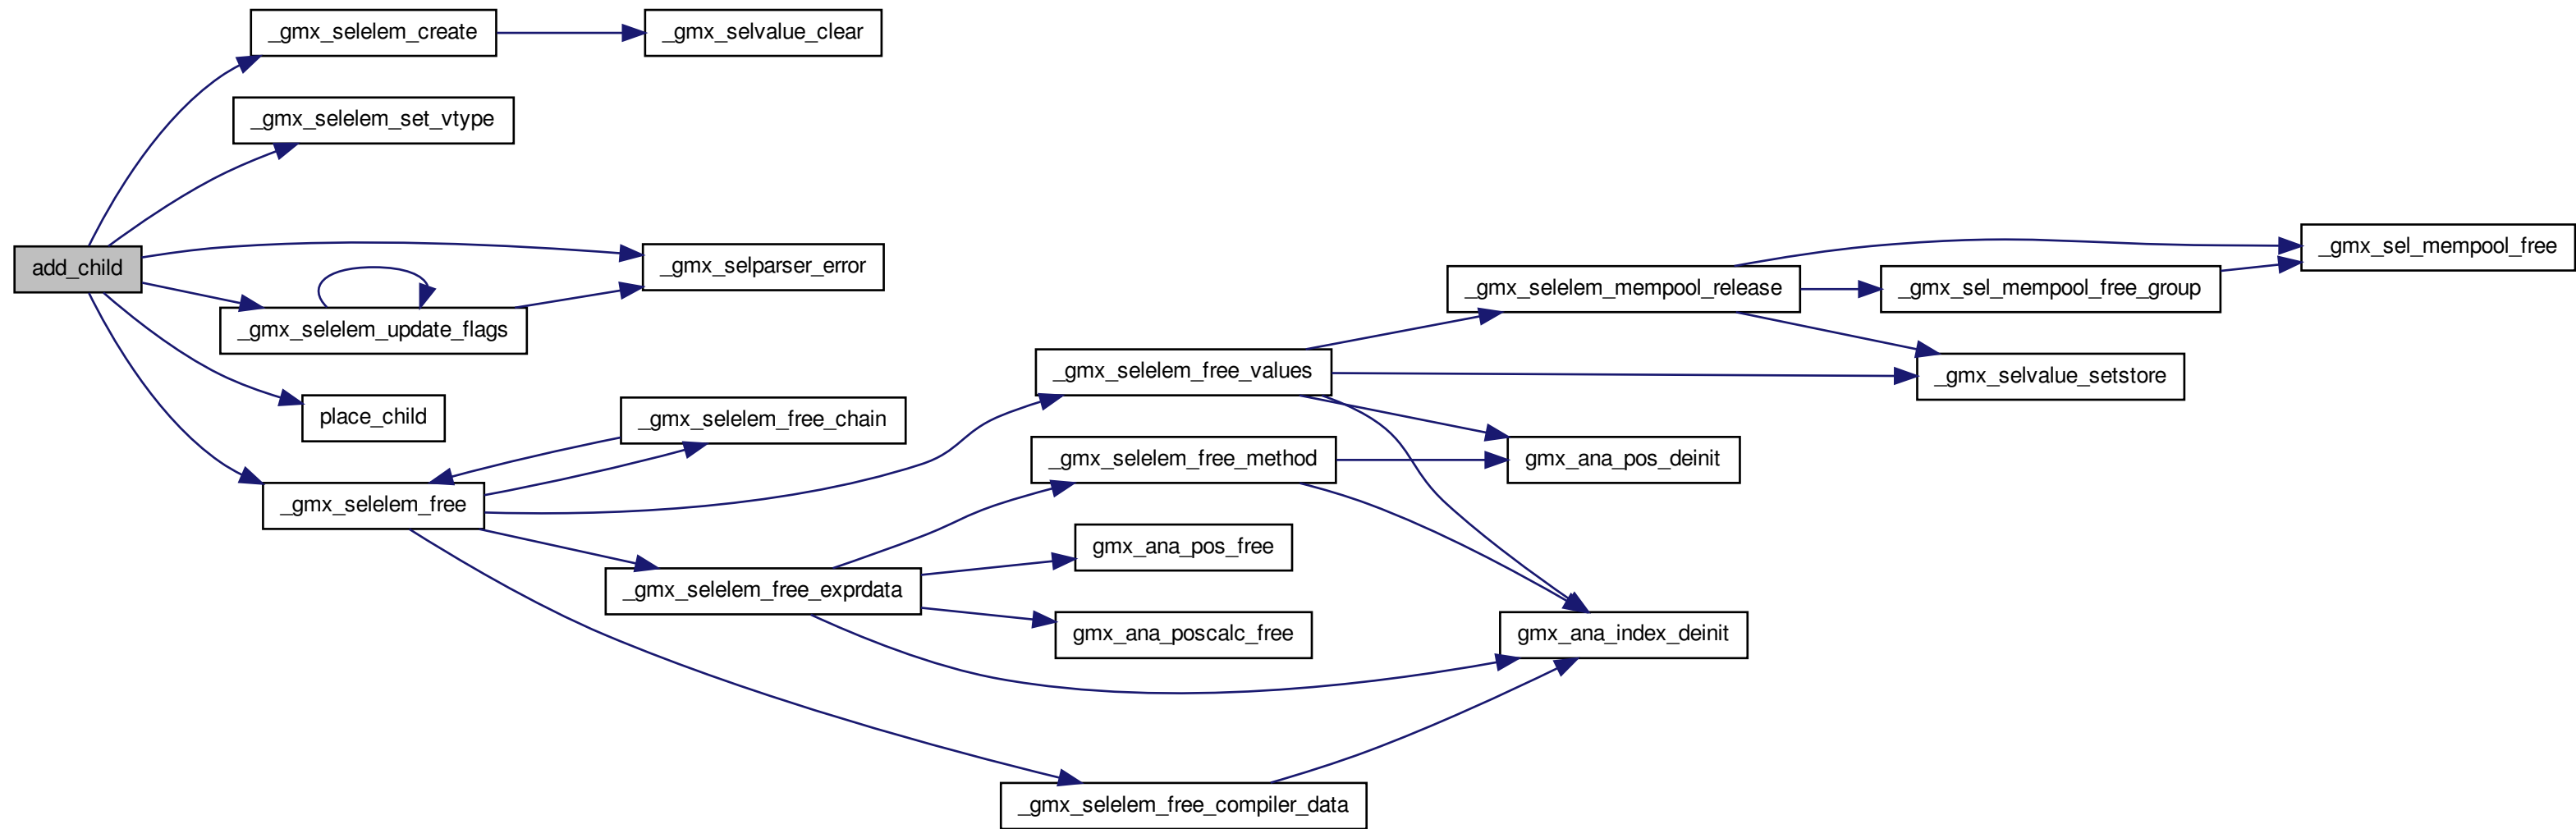 _gmx_selelem_create
_gmx_selvalue_clear
_gmx_selelem_set_vtype
add_child
_gmx_selparser_error
_gmx_selelem_update_flags
place_child
_gmx_selelem_free_chain
_gmx_selelem_free
_gmx_selelem_free_exprdata
_gmx_selelem_free_values
_gmx_selelem_free_method
gmx_ana_pos_free
gmx_ana_poscalc_free
_gmx_selelem_free_compiler_data
_gmx_selelem_mempool_release
gmx_ana_pos_deinit
gmx_ana_index_deinit
_gmx_sel_mempool_free_group
_gmx_selvalue_setstore
_gmx_sel_mempool_free